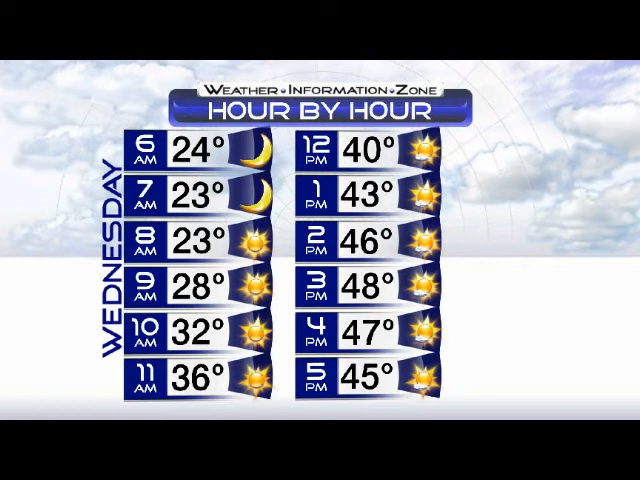 Weather•Information•Zone
HOUR BY HOUR
WEDNESDAY
6 AM 24°
7 AM 23°
8 AM 23°
9 AM 28°
10 AM 32°
11 AM 36°
12 PM 40°
1 PM 43°
2 PM 46°
3 PM 48°
4 PM 47°
5 PM 45°